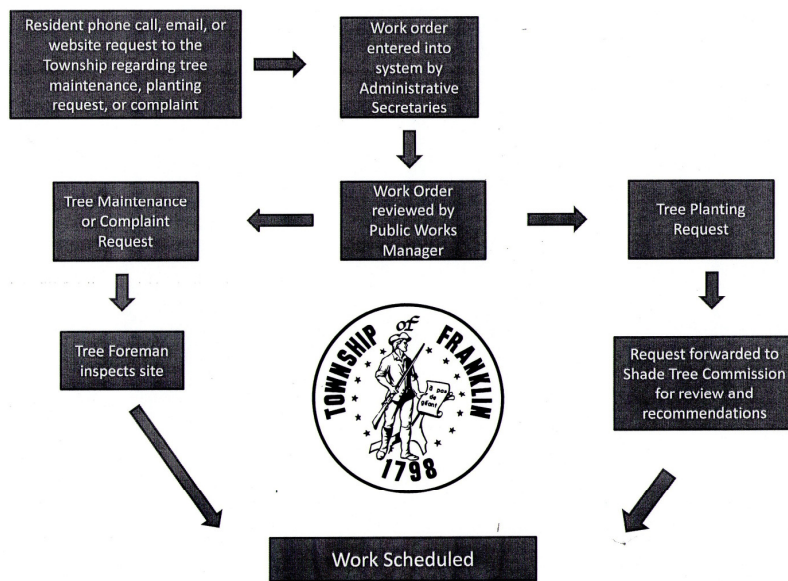 Resident phone call, email, or
website request to the
Township regarding tree
maintenance, planting
request, or complaint
Work order
entered into
system by
Administrative
Secretaries
Tree Maintenance
or Complaint
Request
Work Order
reviewed by
Public Works
Manager
Tree Planting
Request
Tree Foreman
inspects site
TOWNSHIP of FRANKLIN
à pas
de
géant
1798
Request forwarded to
Shade Tree Commission
for review and
recommendations
Work Scheduled